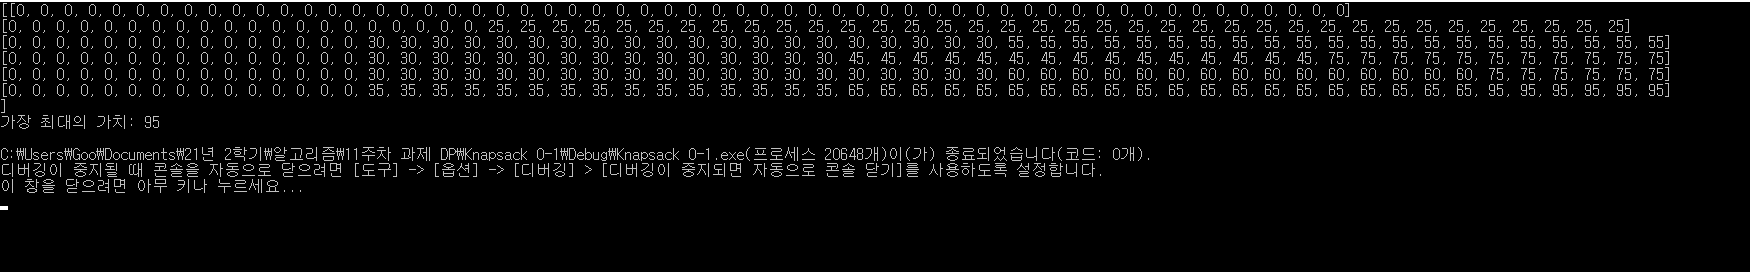 [[0, 0, 0, 0, 0, 0, 0, 0, 0, 0, 0, 0, 0, 0, 0, 0, 0, 0, 0, 0, 0, 0, 0, 0, 0, 0, 0, 0, 0, 0, 0, 0, 0, 0, 0, 0, 0, 0, 0, 0, 0, 0, 0, 0, 0, 0, 0, 0, 0, 0, 0, 0, 0, 0, 0, 0]
[0, 0, 0, 0, 0, 0, 0, 0, 0, 0, 0, 0, 0, 0, 0, 0, 0, 0, 0, 0, 25, 25, 25, 25, 25, 25, 25, 25, 25, 25, 25, 25, 25, 25, 25, 25, 25, 25, 25, 25, 25, 25, 25, 25, 25, 25, 25, 25, 25, 25, 25, 25, 25, 25, 25, 25]
[0, 0, 0, 0, 0, 0, 0, 0, 0, 0, 0, 0, 0, 0, 0, 30, 30, 30, 30, 30, 30, 30, 30, 30, 30, 30, 30, 30, 30, 30, 30, 30, 30, 30, 30, 55, 55, 55, 55, 55, 55, 55, 55, 55, 55, 55, 55, 55, 55, 55, 55, 55, 55, 55, 55, 55]
[0, 0, 0, 0, 0, 0, 0, 0, 0, 0, 0, 0, 0, 0, 0, 30, 30, 30, 30, 30, 30, 30, 30, 30, 30, 30, 30, 30, 30, 30, 45, 45, 45, 45, 45, 45, 45, 45, 45, 45, 45, 45, 45, 45, 45, 75, 75, 75, 75, 75, 75, 75, 75, 75, 75, 75]
[0, 0, 0, 0, 0, 0, 0, 0, 0, 0, 0, 0, 0, 0, 0, 30, 30, 30, 30, 30, 30, 30, 30, 30, 30, 30, 30, 30, 30, 30, 30, 30, 30, 30, 30, 60, 60, 60, 60, 60, 60, 60, 60, 60, 60, 60, 60, 60, 60, 60, 75, 75, 75, 75, 75, 75]
[0, 0, 0, 0, 0, 0, 0, 0, 0, 0, 0, 0, 0, 0, 0, 35, 35, 35, 35, 35, 35, 35, 35, 35, 35, 35, 35, 35, 35, 35, 65, 65, 65, 65, 65, 65, 65, 65, 65, 65, 65, 65, 65, 65, 65, 65, 65, 65, 65, 65, 95, 95, 95, 95, 95, 95]
]
가장 최대의 가치: 95
C:₩Users₩Goo₩Documents₩21년 2학기₩알고리즘₩11주차 과제 DP₩Knapsack 0-1₩Debug₩Knapsack 0-1.exe(프로세스 20648개)이(가) 종료되었습니다(코드: 0개).
디버깅이 중지될 때 콘솔을 자동으로 닫으려면 [도구] -> [옵션] -> [디버깅] > [디버깅이 중지되면 자동으로 콘솔 닫기]를 사용하도록 설정합니다.
이 창을 닫으려면 아무 키나 누르세요...